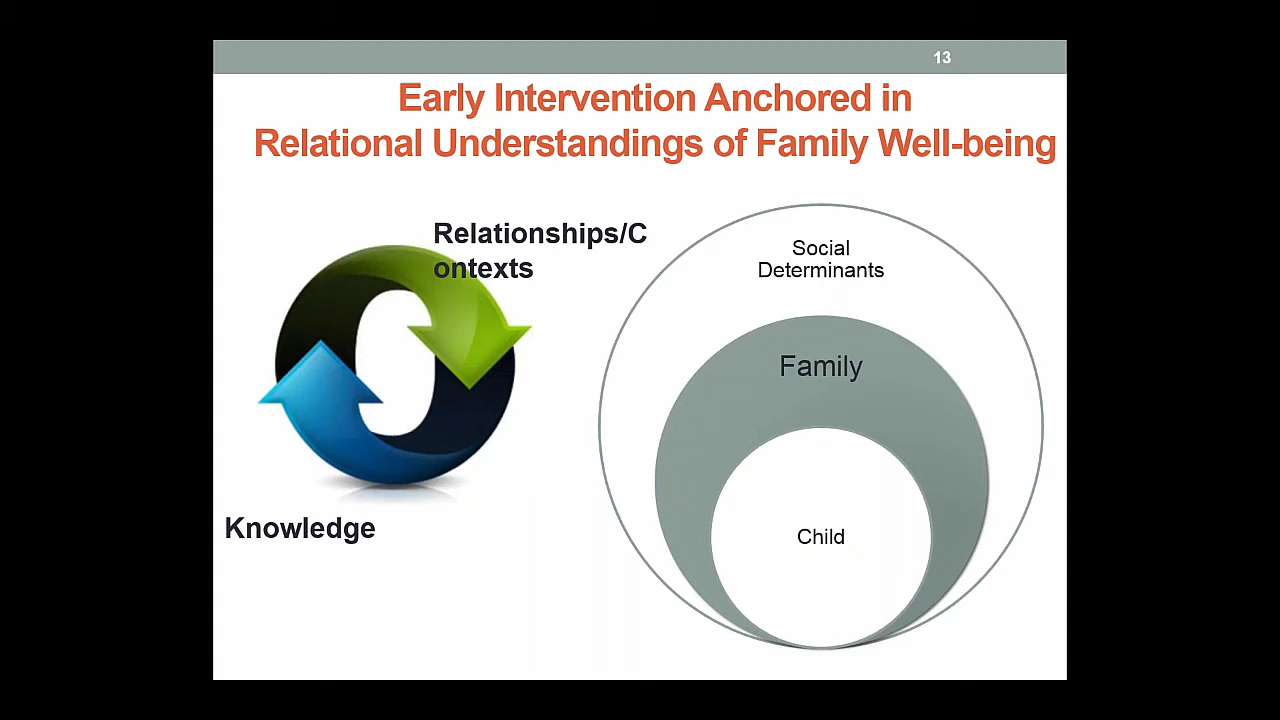 13
Early Intervention Anchored in
Relational Understandings of Family Well-being
Relationships/C
ontexts
Knowledge
Social
Determinants
Family
Child